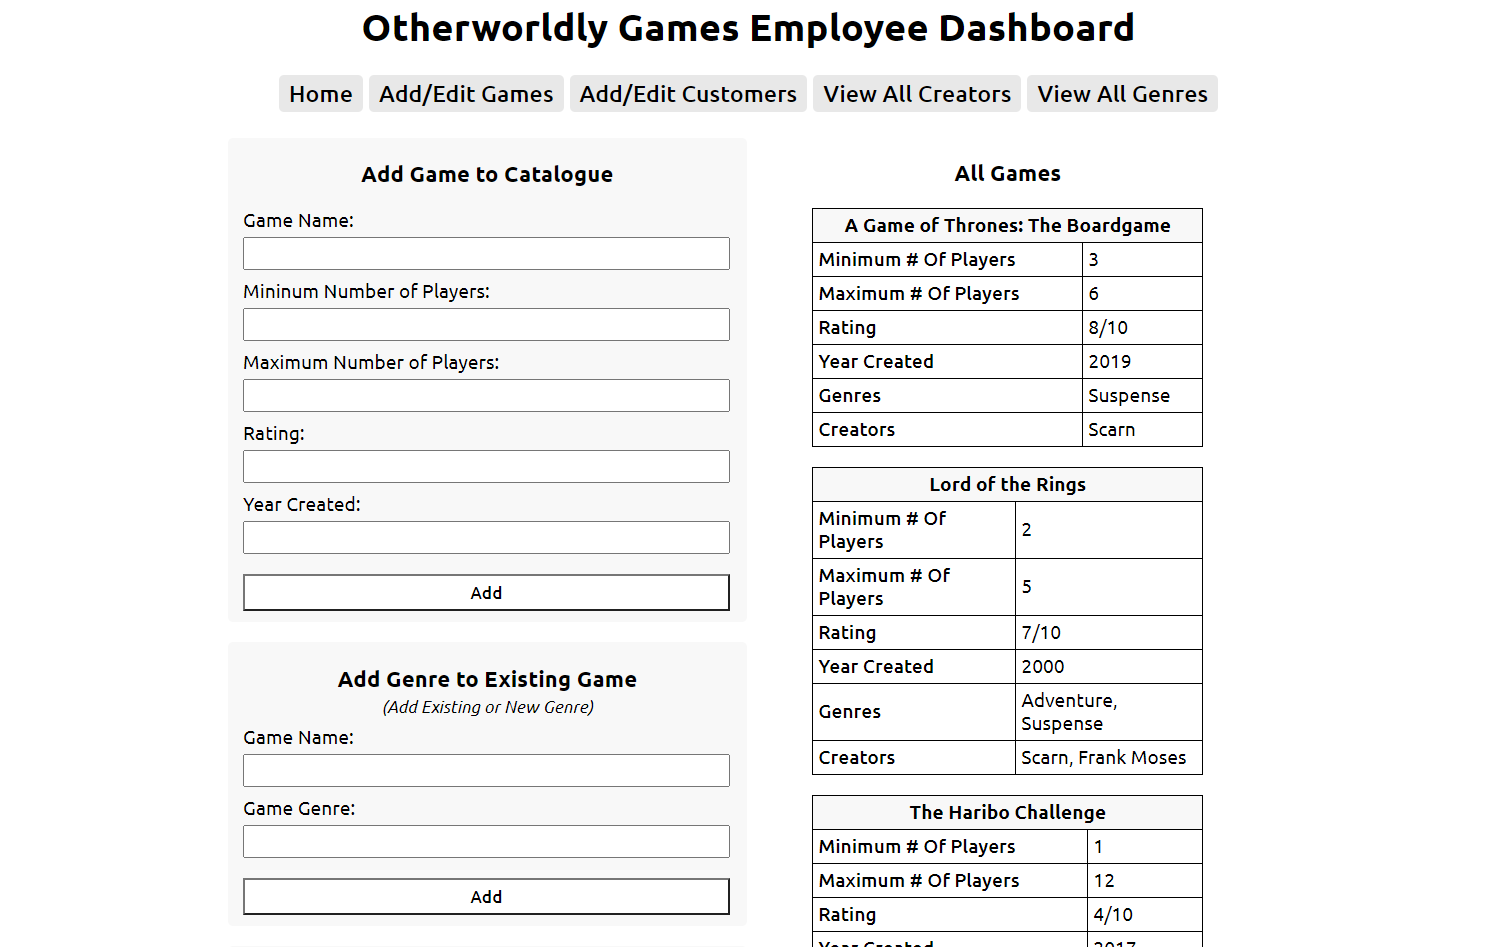 Otherworldly Games Employee Dashboard
Home Add/Edit Games Add/Edit Customers View All Creators View All Genres
Add Game to Catalogue
Game Name:
Mininum Number of Players:
Maximum Number of Players:
Rating:
Year Created:
Add
Add Genre to Existing Game
(Add Existing or New Genre)
Game Name:
Game Genre:
Add
All Games
A Game of Thrones: The Boardgame
Minimum # Of Players 3
Maximum # Of Players 6
Rating 8/10
Year Created 2019
Genres Suspense
Creators Scarn
Lord of the Rings
Minimum # Of
Players 2
Maximum # Of
Players 5
Rating 7/10
Year Created 2000
Genres Adventure,
Suspense
Creators Scarn, Frank Moses
The Haribo Challenge
Minimum # Of Players 1
Maximum # Of Players 12
Rating 4/10
Year Created 2017